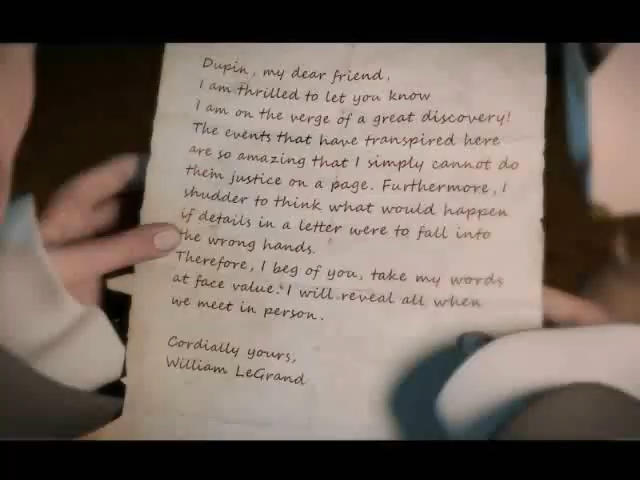 Dupin, my dear friend,
I am thrilled to let you know
I am on the verge of a great discovery!
The events that have transpired here
are so amazing that I simply cannot do
them justice on a page. Furthermore, I
shudder to think what would happen
if details in a letter were to fall into
the wrong hands.
Therefore, I beg of you, take my words
at face value. I will reveal all when
we meet in person.
Cordially yours,
William LeGrand